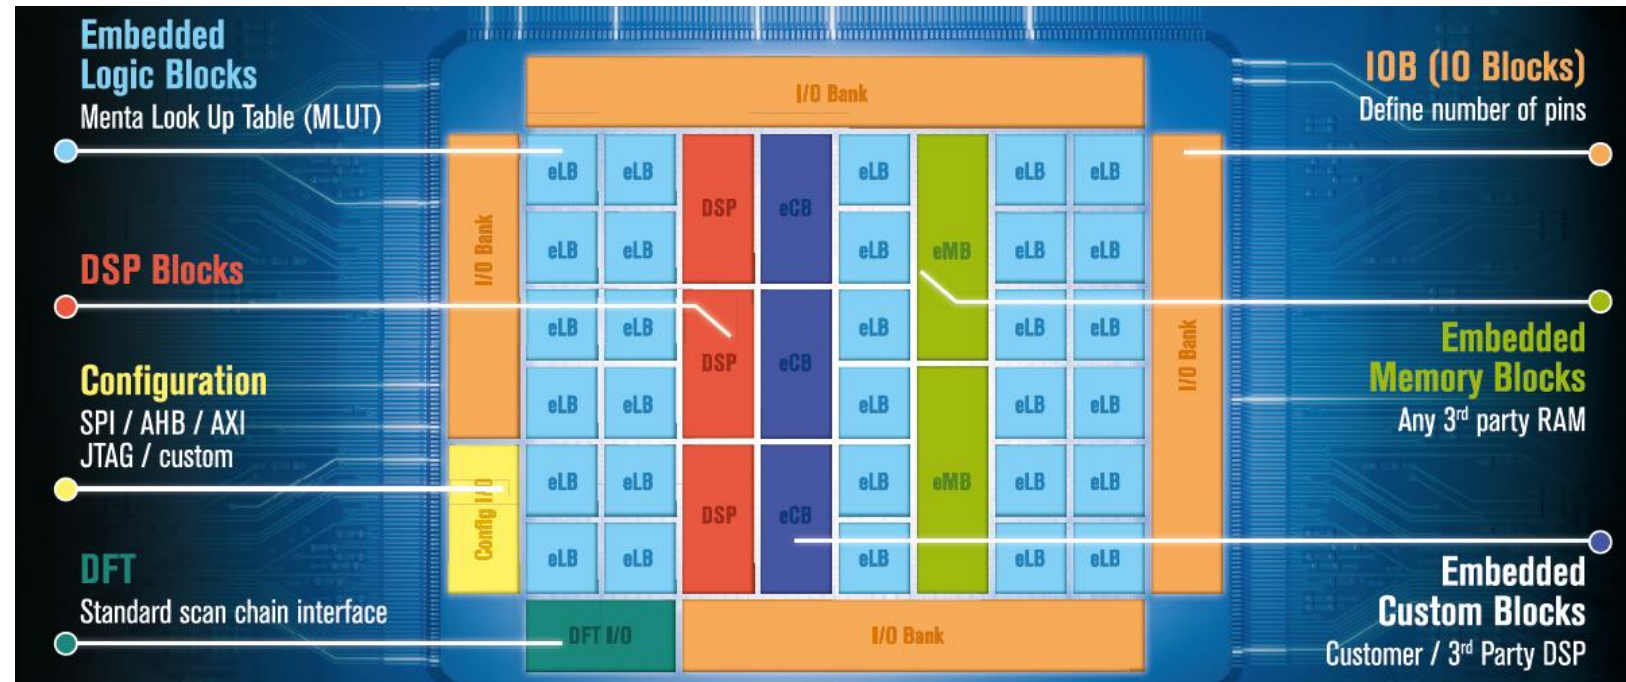 Embedded
Logic Blocks
Menta Look Up Table (MLUT)
DSP Blocks
Configuration
SPI / AHB / AXI
JTAG / custom
DFT
Standard scan chain interface
I/O Bank
I/O Bank
Config I/O
eLB eLB DSP eCB eLB eMB eLB eLB
eLB eLB eLB eLB eLB
eLB eLB DSP eCB eLB eLB eLB
eLB eLB eLB eLB eLB
eLB eLB DSP eCB eLB eMB eLB eLB
eLB eLB eLB eLB eLB
DFT I/O
I/O Bank
I/O Bank
IOB (IO Blocks)
Define number of pins
Embedded
Memory Blocks
Any 3rd party RAM
Embedded
Custom Blocks
Customer / 3rd Party DSP